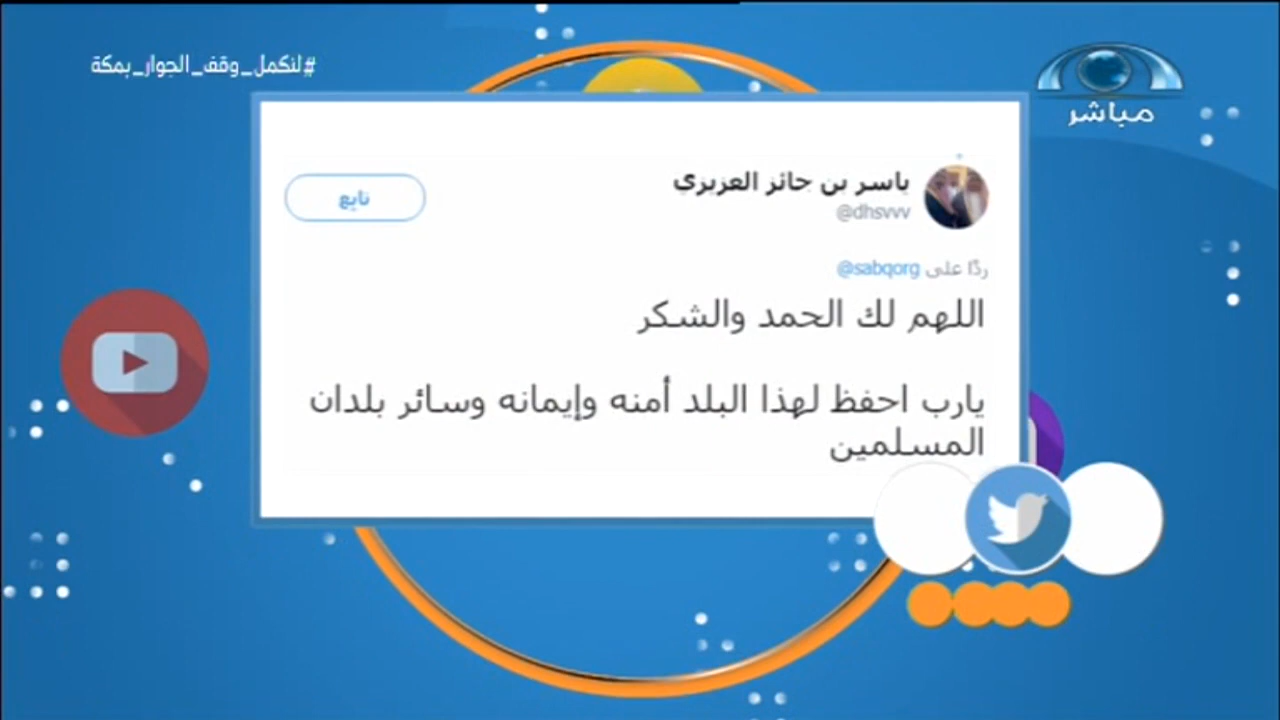 #لنكمل_وقف_الجوار_بمكة
مباشر
ياسر بن جائز العزيزي
@dhsvvv
تابع
ردًا على @sabqorg
اللهم لك الحمد والشكر
يارب احفظ لهذا البلد أمنه وإيمانه وسائر بلدان
المسلمين